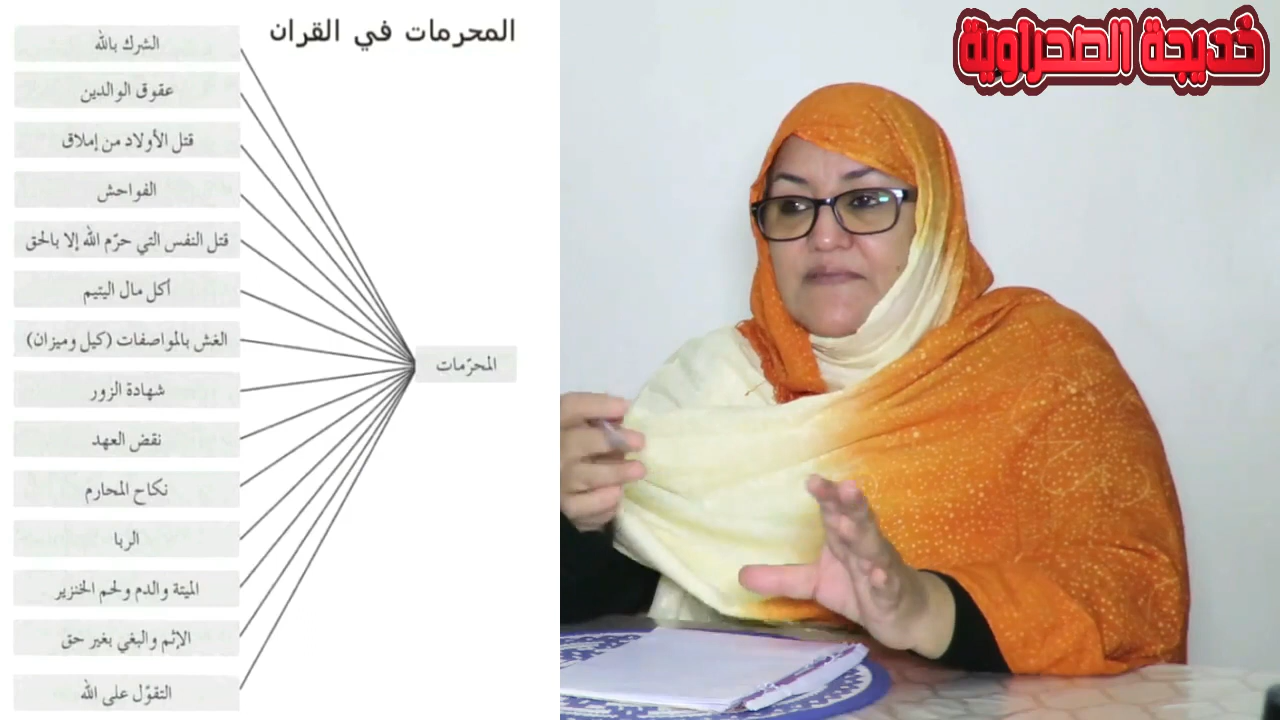 خديجة الصحراوية
المحرمات في القران
المحرّمات
الشرك بالله
عقوق الوالدين
قتل الأولاد من إملاق
الفواحش
قتل النفس التي حرّم الله إلا بالحق
أكل مال اليتيم
الغش بالمواصفات (كيل وميزان)
شهادة الزور
نقض العهد
نكاح المحارم
الربا
الميتة والدم ولحم الخنزير
الإثم والبغي بغير حق
التقوّل على الله